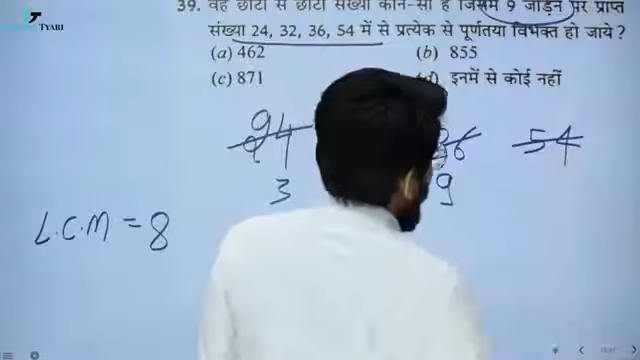 TYARI
39. वह छोटी से छोटी संख्या कौन-सी है जिसमें 9 जोड़ने पर प्राप्त
संख्या 24, 32, 36, 54 में से प्रत्येक से पूर्णतया विभक्त हो जाये ?
(a) 462 (b) 855
(c) 871 इनमें से कोई नहीं
24 36 54
3 9
L.C.M = 8